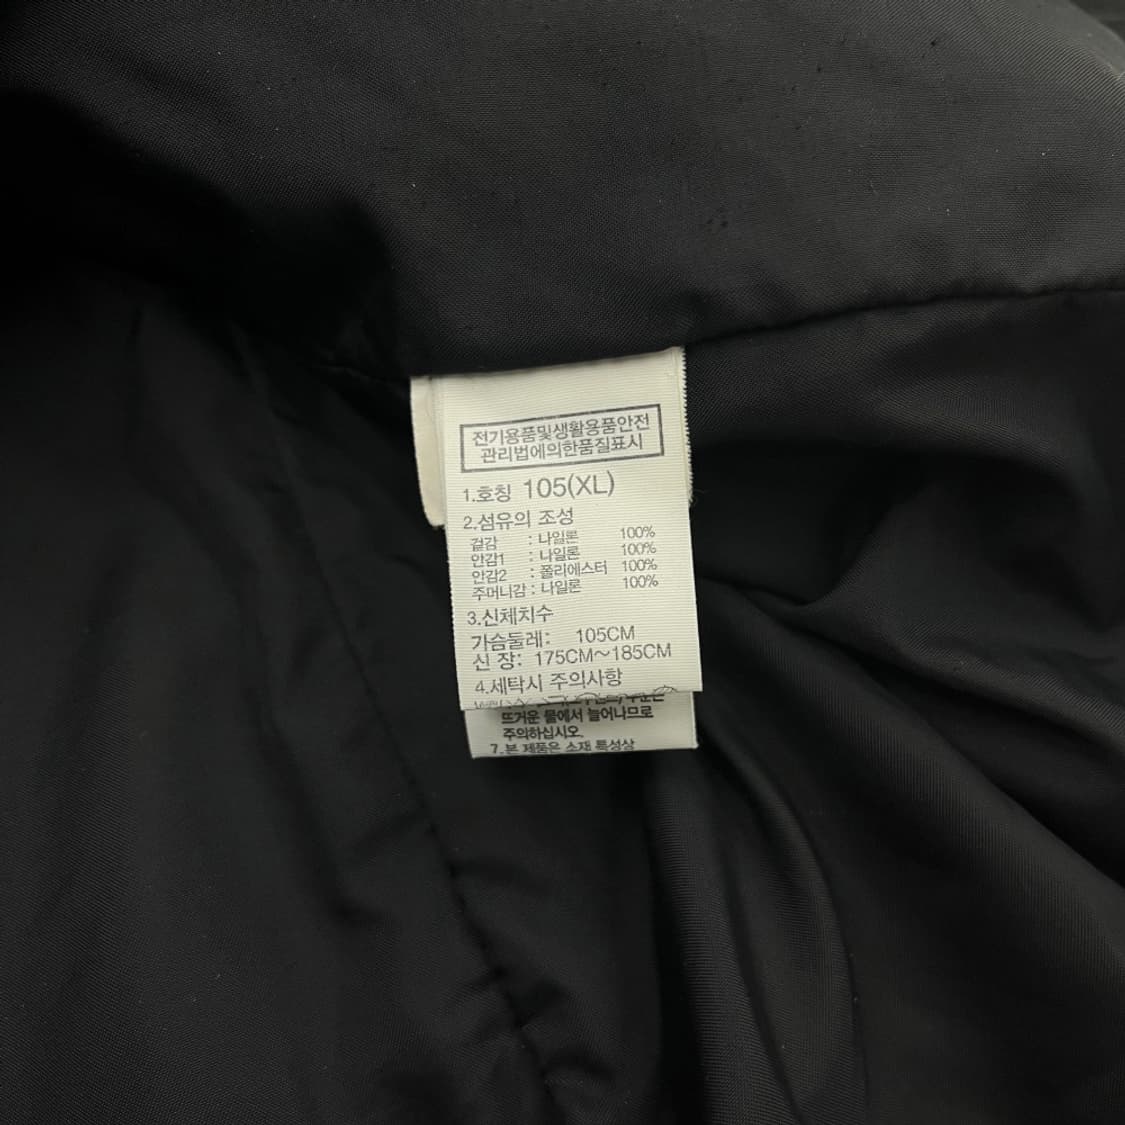 전기용품및생활용품안전
관리법에의한품질표시
1.호칭 105(XL)
2.섬유의 조성
겉감 : 나일론 100%
안감1 : 나일론 100%
안감2 : 폴리에스터 100%
주머니감 : 나일론 100%
3.신체치수
가슴둘레: 105CM
신 장: 175CM~185CM
4.세탁시 주의사항
뜨거운 물에서 늘어나므로
주의하십시오.
7.본 제품은 소재 특성상